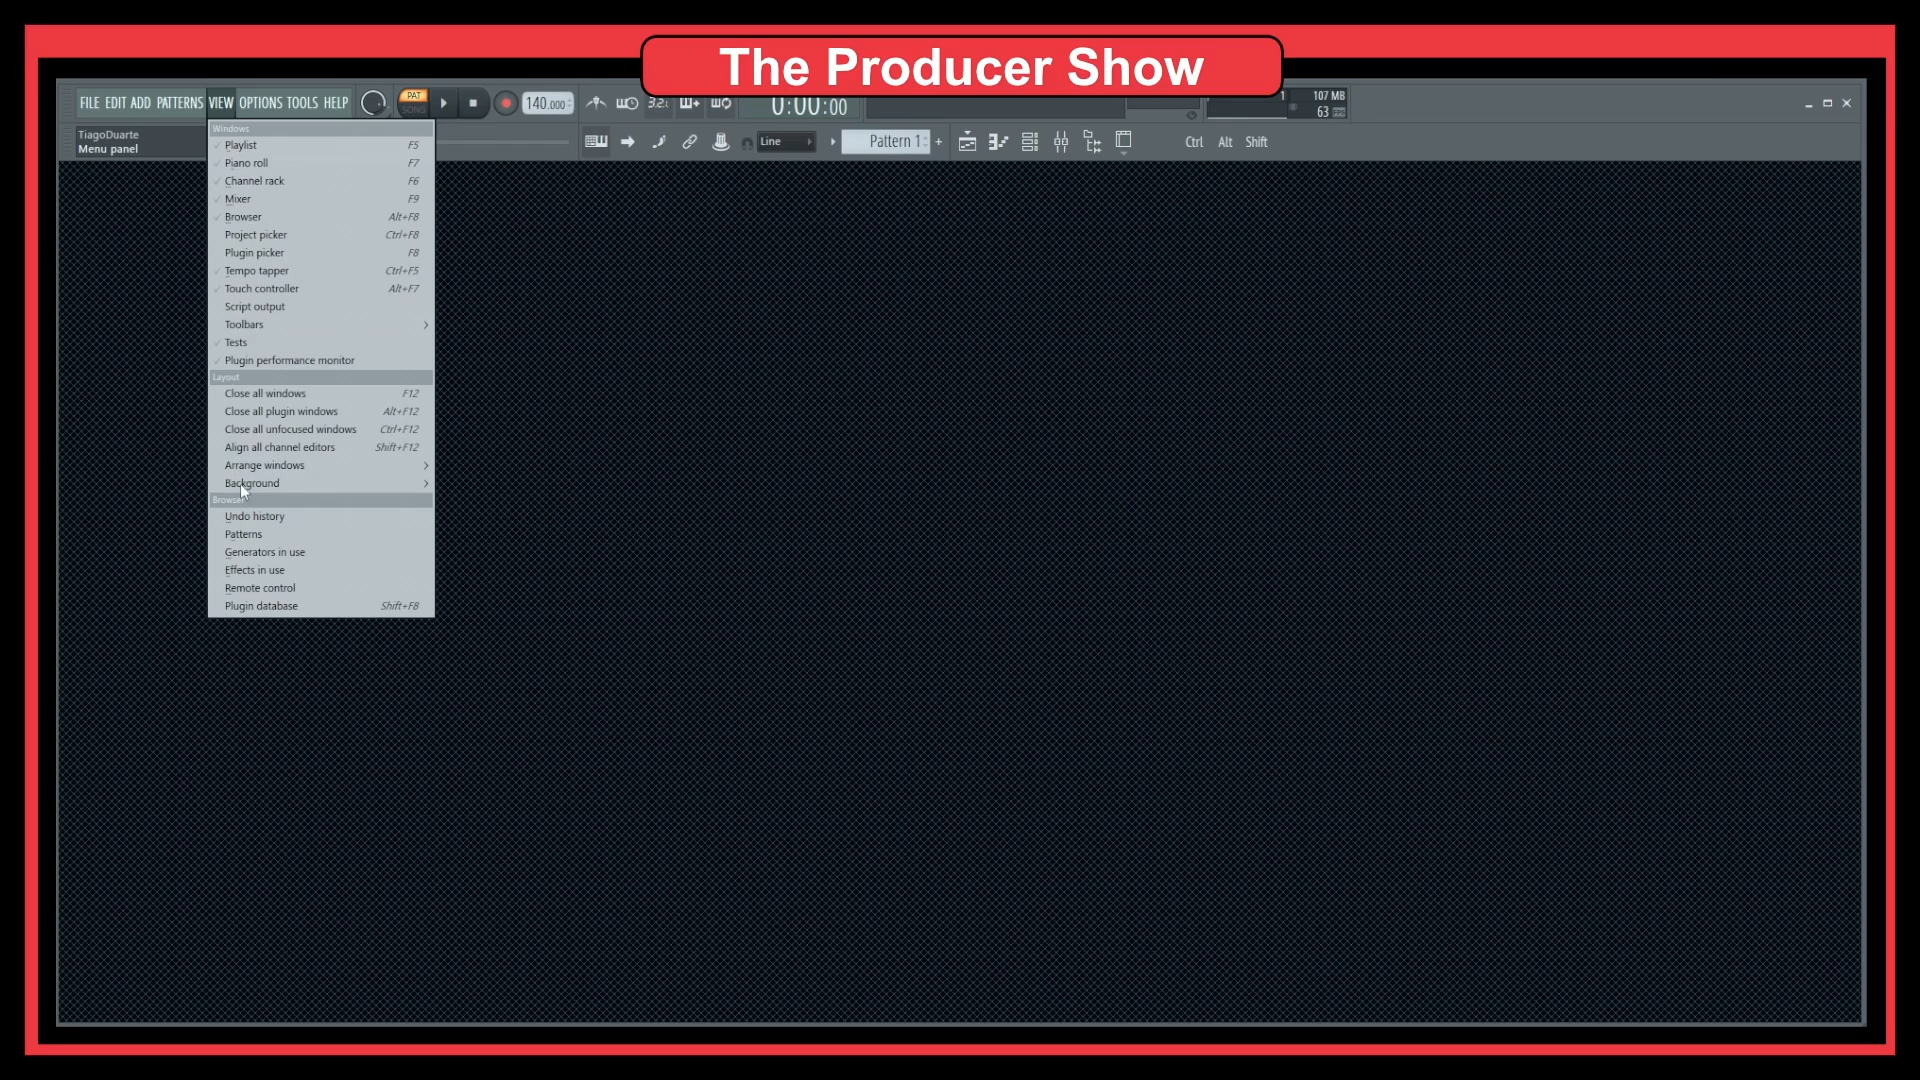 The Producer Show
FILE EDIT ADD PATTERNS VIEW OPTIONS TOOLS HELP
PAT
SONG
140.000
3.2.
0:00:00
1
107 MB
63
TiagoDuarte
Menu panel
Line
Pattern 1
+
Ctrl Alt Shift
Windows
Playlist F5
Piano roll F7
Channel rack F6
Mixer F9
Browser Alt+F8
Project picker Ctrl+F8
Plugin picker F8
Tempo tapper Ctrl+F5
Touch controller Alt+F7
Script output
Toolbars
Tests
Plugin performance monitor
Layout
Close all windows F12
Close all plugin windows Alt+F12
Close all unfocused windows Ctrl+F12
Align all channel editors Shift+F12
Arrange windows
Background
Browser
Undo history
Patterns
Generators in use
Effects in use
Remote control
Plugin database Shift+F8